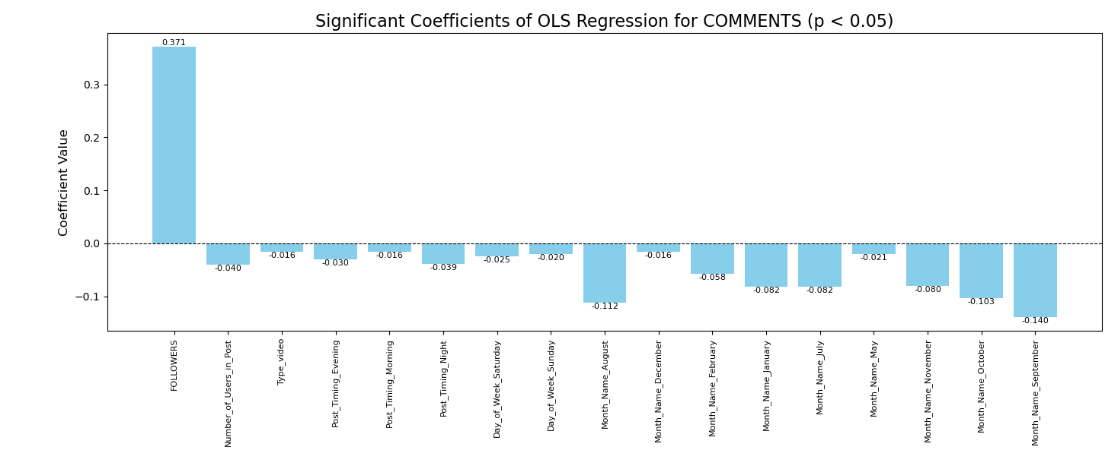 Significant Coefficients of OLS Regression for COMMENTS (p < 0.05)
Coefficient Value
0.3
0.2
0.1
0.0
−0.1
0.371
-0.040
-0.016
-0.030
-0.016
-0.039
-0.025
-0.020
-0.112
-0.016
-0.058
-0.082
-0.082
-0.021
-0.080
-0.103
-0.140
FOLLOWERS
Number_of_Users_in_Post
Type_video
Post_Timing_Evening
Post_Timing_Morning
Post_Timing_Night
Day_of_Week_Saturday
Day_of_Week_Sunday
Month_Name_August
Month_Name_December
Month_Name_February
Month_Name_January
Month_Name_July
Month_Name_May
Month_Name_November
Month_Name_October
Month_Name_September